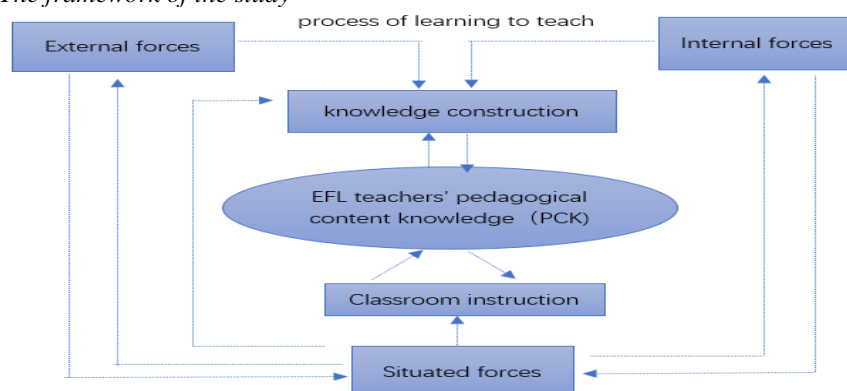 The framework of the study
process of learning to teach
External forces
Internal forces
knowledge construction
EFL teachers' pedagogical
content knowledge （PCK)
Classroom instruction
Situated forces